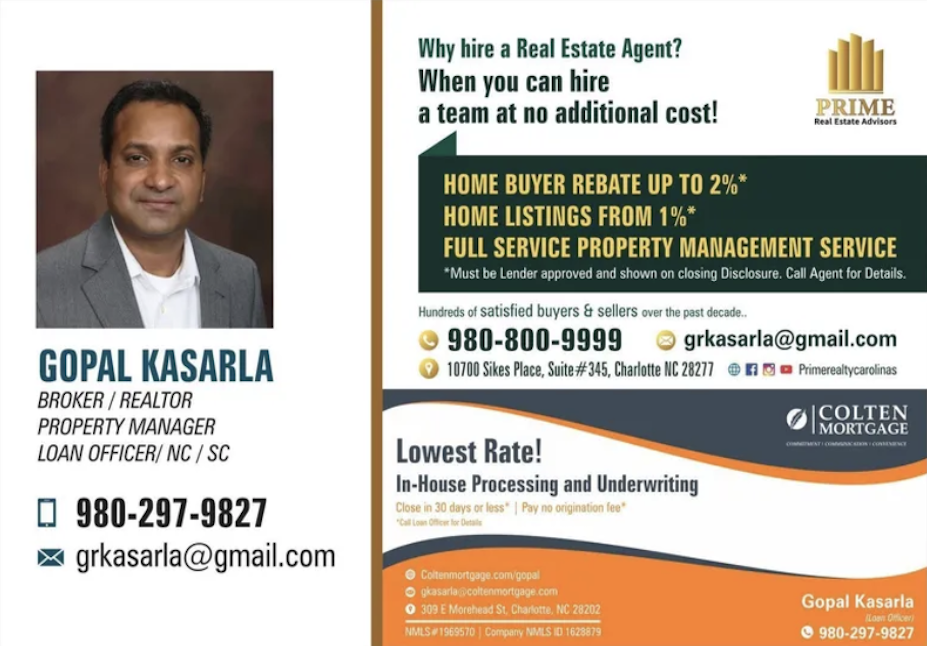 GOPAL KASARLA
BROKER / REALTOR
PROPERTY MANAGER
LOAN OFFICER/ NC / SC
980-297-9827
grkasarla@gmail.com
Why hire a Real Estate Agent?
When you can hire
a team at no additional cost!
PRIME
Real Estate Advisors
HOME BUYER REBATE UP TO 2%*
HOME LISTINGS FROM 1%*
FULL SERVICE PROPERTY MANAGEMENT SERVICE
*Must be Lender approved and shown on closing Disclosure. Call Agent for Details.
Hundreds of satisfied buyers & sellers over the past decade..
980-800-9999 grkasarla@gmail.com
10700 Sikes Place, Suite#345, Charlotte NC 28277 Primerealtycarolinas
COLTEN
MORTGAGE
COMMITMENT • COMMUNICATION • CONVENIENCE
Lowest Rate!
In-House Processing and Underwriting
Close in 30 days or less* | Pay no origination fee*
*Call Loan Officer for Details
Coltenmortgage.com/gopal
gkasarla@coltenmortgage.com
309 E Morehead St, Charlotte, NC 28202
NMLS#1969570 | Company NMLS ID 1628879
Gopal Kasarla
(Loan Officer)
980-297-9827